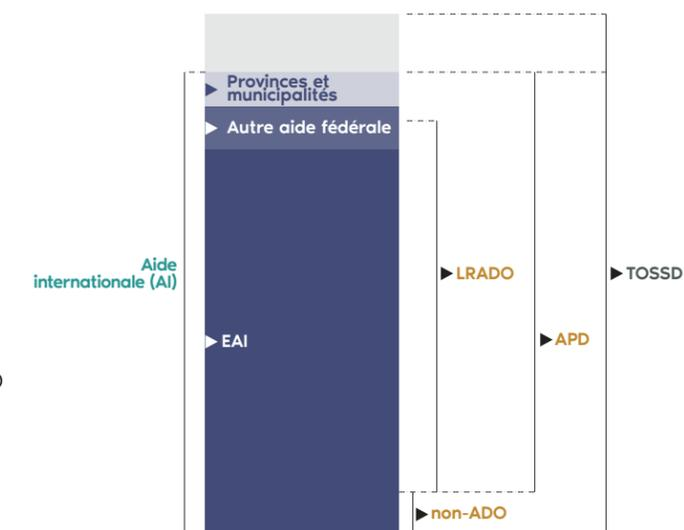 Provinces et
municipalités
Autre aide fédérale
Aide
internationale (AI)
LRADO
TOSSD
EAI
APD
)
non-ADO